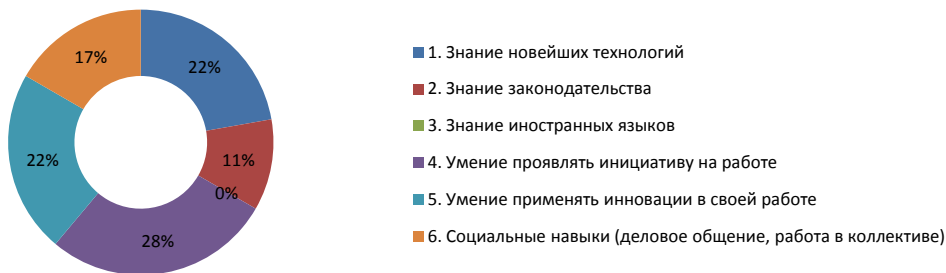 17%
22%
11%
0%
28%
22%
1. Знание новейших технологий
2. Знание законодательства
3. Знание иностранных языков
4. Умение проявлять инициативу на работе
5. Умение применять инновации в своей работе
6. Социальные навыки (деловое общение, работа в коллективе)